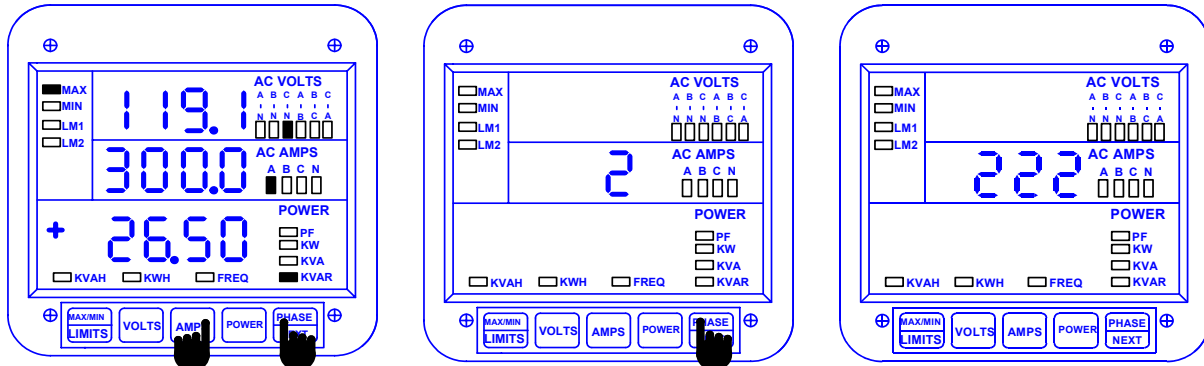 AC VOLTS
A B C A B C
N N N B C A
MAX
MIN
LM1
LM2
119.1
AC AMPS
A B C N
300.0
POWER
+ 26.50
PF
KW
KVA
KVAR
KVAH KWH FREQ
MAX/MIN
LIMITS
VOLTS
POWER
PHASE
AC VOLTS
A B C A B C
N N N B C A
MAX
MIN
LM1
LM2
AC AMPS
A B C N
2
POWER
PF
KW
KVA
KVAR
KVAH KWH FREQ
MAX/MIN
LIMITS
VOLTS
AMPS
POWER
AC VOLTS
A B C A B C
N N N B C A
MAX
MIN
LM1
LM2
AC AMPS
A B C N
222
POWER
PF
KW
KVA
KVAR
KVAH KWH FREQ
MAX/MIN
LIMITS
VOLTS
AMPS
POWER
PHASE
NEXT